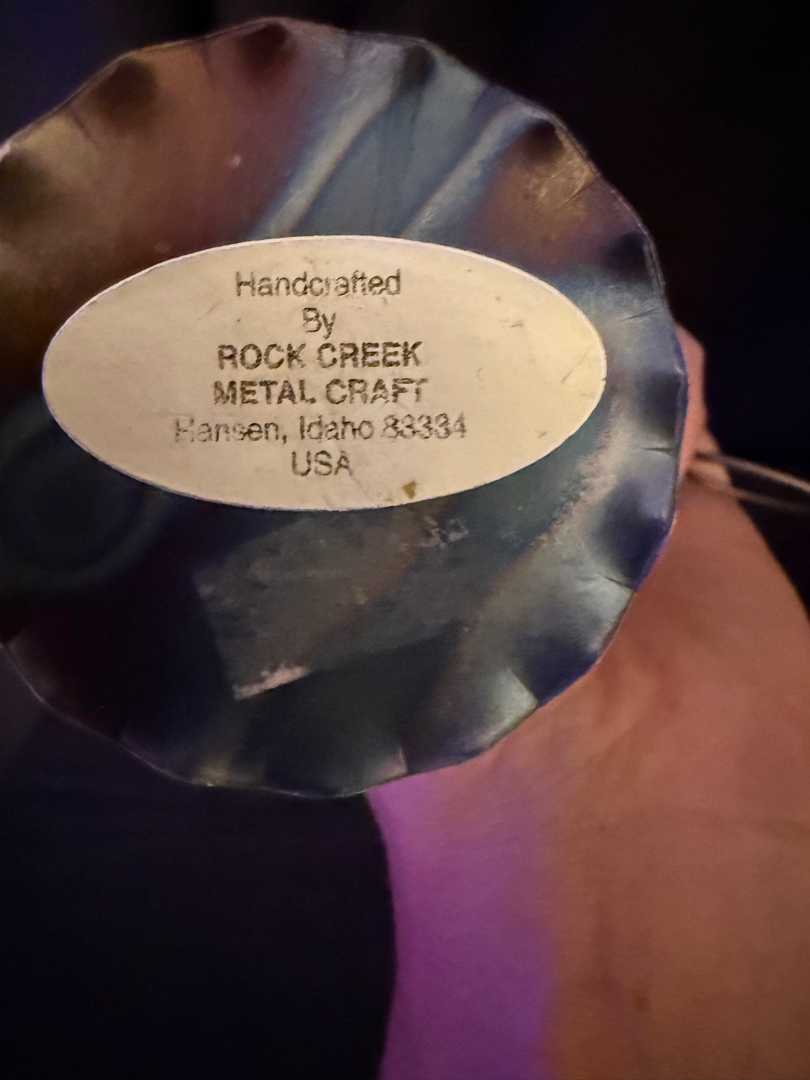 Handcrafted
By
ROCK CREEK
METAL CRAFT
Hansen, Idaho 83334
USA